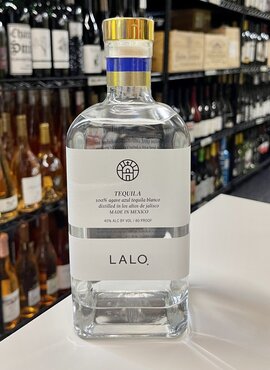 TEQUILA
100% agave azul tequila blanco
distilled in los altos de jalisco
MADE IN MEXICO
40% ALC BY VOL / 80 PROOF
LALO